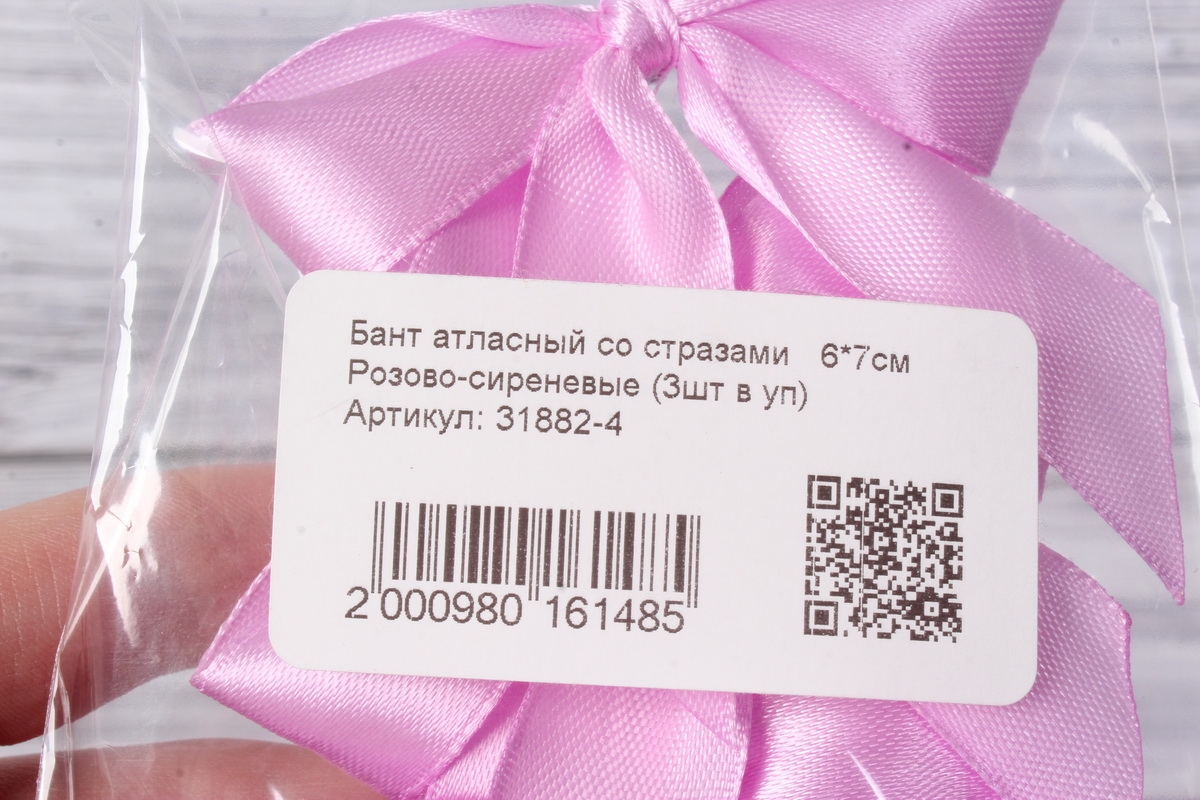 Бант атласный со стразами 6*7см
Розово-сиреневые (3шт в уп)
Артикул: 31882-4
2 000980 161485